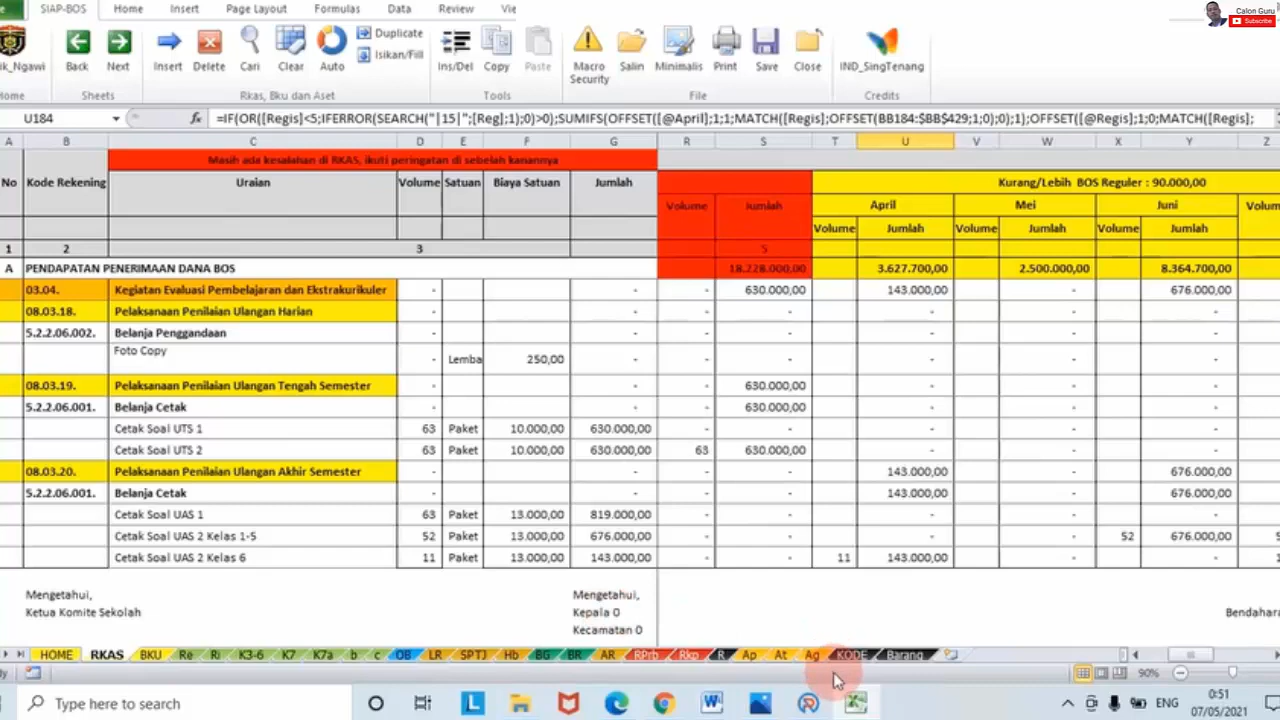 SIAP-BOS Home Insert Page Layout Formulas Data Review
Calon Guru
Subscribe
ik_Ngawi Back Next Insert Delete Cari Clear Auto Duplicate Isikan/Fill Ins/Del Copy Paste Macro Security Salin Minimalis Print Save Close IND_SingTenang
Sheets Rkas, Bku dan Aset Tools File Credits
U184 fx =IF(OR([Regis]<5;IFERROR(SEARCH("|15|";[Reg];1);0)>0);SUMIFS(OFFSET([@April];1;1;MATCH([Regis];OFFSET(BB184:$BB$429;1;0);0);1);OFFSET([@Regis];1;0;MATCH([Regis];
A B C D E F G R S T U V W X Y Z
Masih ada kesalahan di RKAS, ikuti peringatan di sebelah kanannya
No Kode Rekening Uraian Volume Satuan Biaya Satuan Jumlah Kurang/Lebih BOS Reguler : 90.000,00
Volume Jumlah April Mei Juni
Volume Jumlah Volume Jumlah Volume Jumlah
1 2 3 5
A PENDAPATAN PENERIMAAN DANA BOS 18.228.000,00 3.627.700,00 2.500.000,00 8.364.700,00
03.04. Kegiatan Evaluasi Pembelajaran dan Ekstrakurikuler - - - 630.000,00 143.000,00 - 676.000,00
08.03.18. Pelaksanaan Penilaian Ulangan Harian - - - - - - -
5.2.2.06.002. Belanja Penggandaan - - - - - - -
Foto Copy - Lemba 250,00 - - - - - -
08.03.19. Pelaksanaan Penilaian Ulangan Tengah Semester - - - 630.000,00 - - -
5.2.2.06.001. Belanja Cetak - - - 630.000,00 - - -
Cetak Soal UTS 1 63 Paket 10.000,00 630.000,00 - - - - -
Cetak Soal UTS 2 63 Paket 10.000,00 630.000,00 63 630.000,00 - - -
08.03.20. Pelaksanaan Penilaian Ulangan Akhir Semester - - - - 143.000,00 - 676.000,00
5.2.2.06.001. Belanja Cetak - - - - 143.000,00 - 676.000,00
Cetak Soal UAS 1 63 Paket 13.000,00 819.000,00 - - - - -
Cetak Soal UAS 2 Kelas 1-5 52 Paket 13.000,00 676.000,00 - - - - 52 676.000,00
Cetak Soal UAS 2 Kelas 6 11 Paket 13.000,00 143.000,00 - - 11 143.000,00 - -
Mengetahui, Mengetahui,
Ketua Komite Sekolah Kepala 0 Bendahara
Kecamatan 0
HOME RKAS BKU Re Ri K3-6 K7 K7a b c OB LR SPTJ Hb BG BR AR RPrb Rkp R Ap At Ag KODE Barang
90%
Type here to search ENG 0:51
07/05/2021